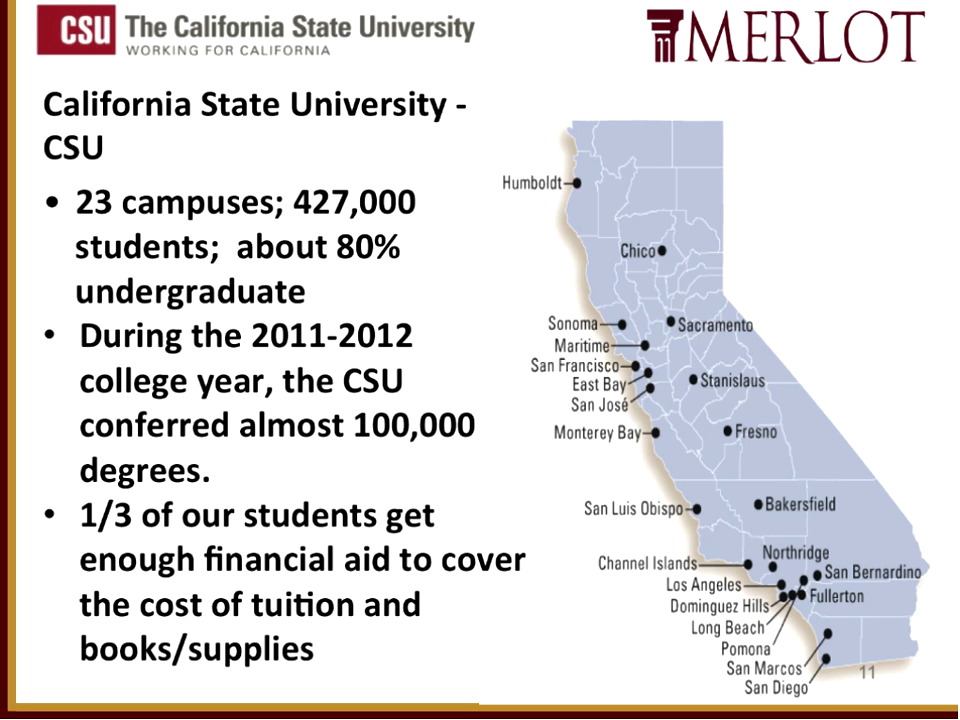 CSU The California State University
WORKING FOR CALIFORNIA
MERLOT
California State University -
CSU
• 23 campuses; 427,000
students;  about 80%
undergraduate
• During the 2011-2012
college year, the CSU
conferred almost 100,000
degrees.
• 1/3 of our students get
enough financial aid to cover
the cost of tuition and
books/supplies
Humboldt
Chico
Sonoma
Sacramento
Maritime
San Francisco
East Bay
Stanislaus
San José
Monterey Bay
Fresno
San Luis Obispo
Bakersfield
Northridge
Channel Islands
San Bernardino
Los Angeles
Fullerton
Dominguez Hills
Long Beach
Pomona
San Marcos
San Diego
11